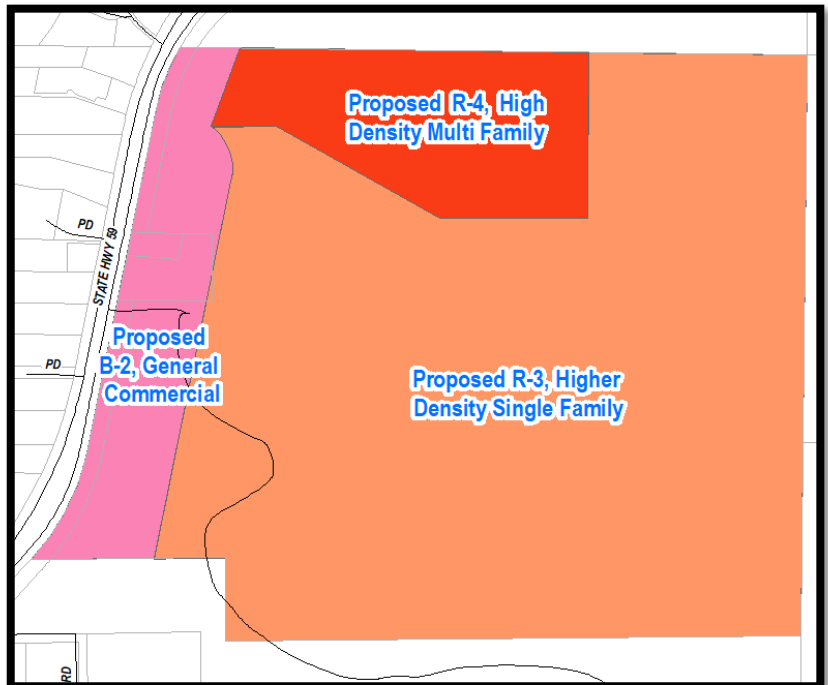 Proposed R-4, High
Density Multi Family
PD
STATE HWY 59
Proposed
B-2, General
Commercial
PD
Proposed R-3, Higher
Density Single Family
RD